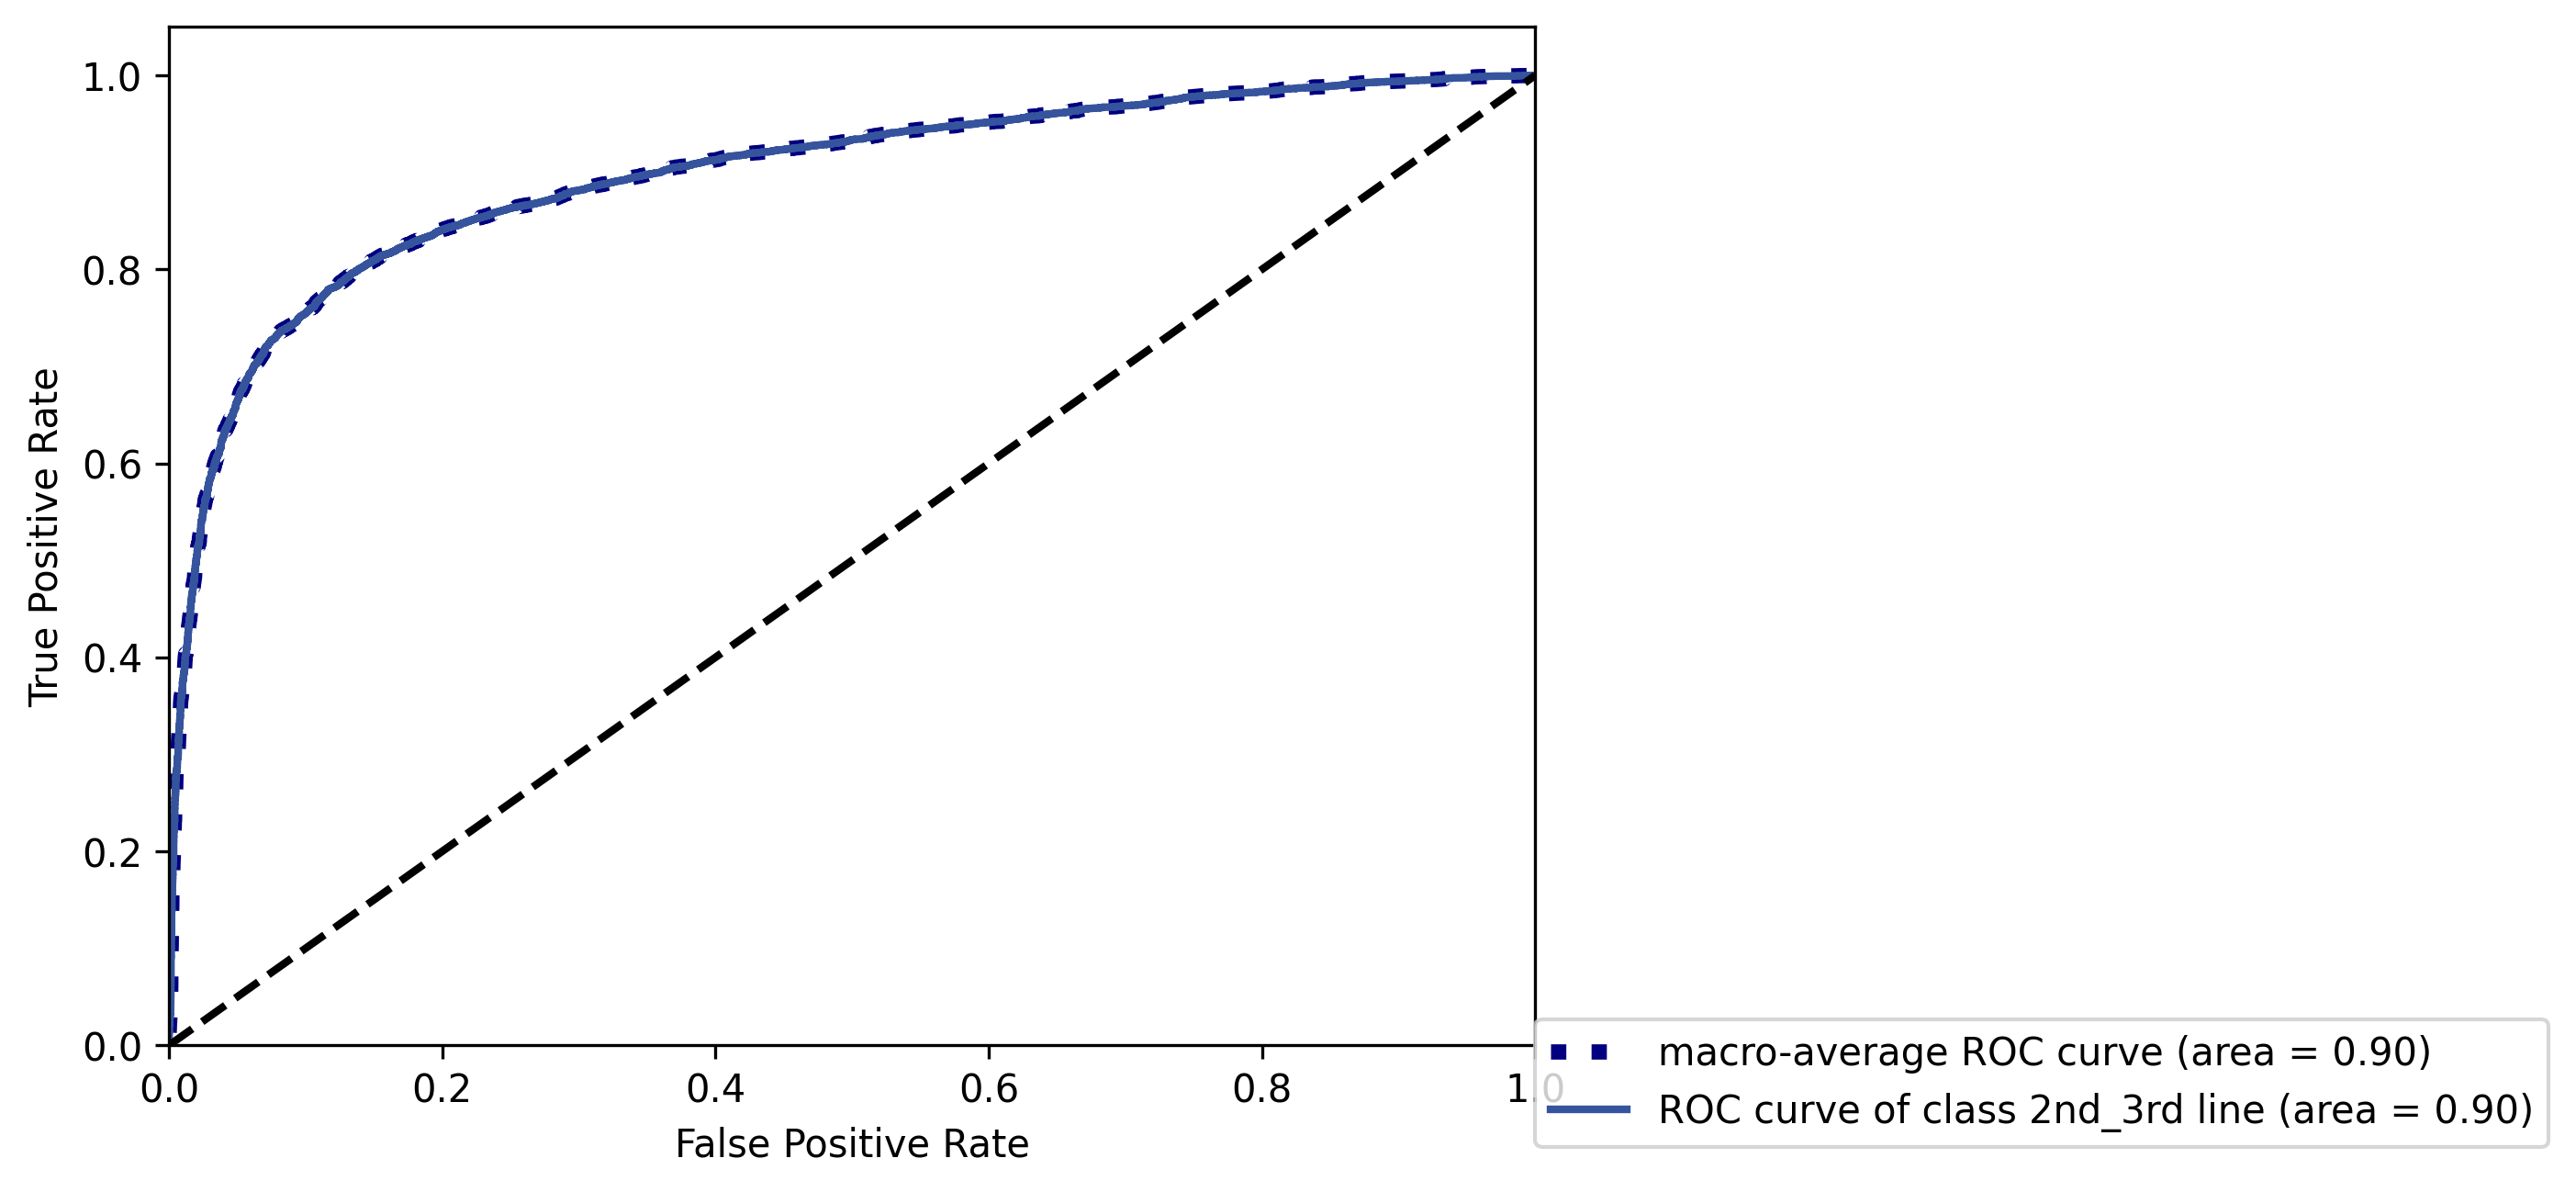 1.0
0.8
0.6
0.4
0.2
0.0
True Positive Rate
0.0 0.2 0.4 0.6 0.8 1.0
False Positive Rate
macro-average ROC curve (area = 0.90)
ROC curve of class 2nd_3rd line (area = 0.90)